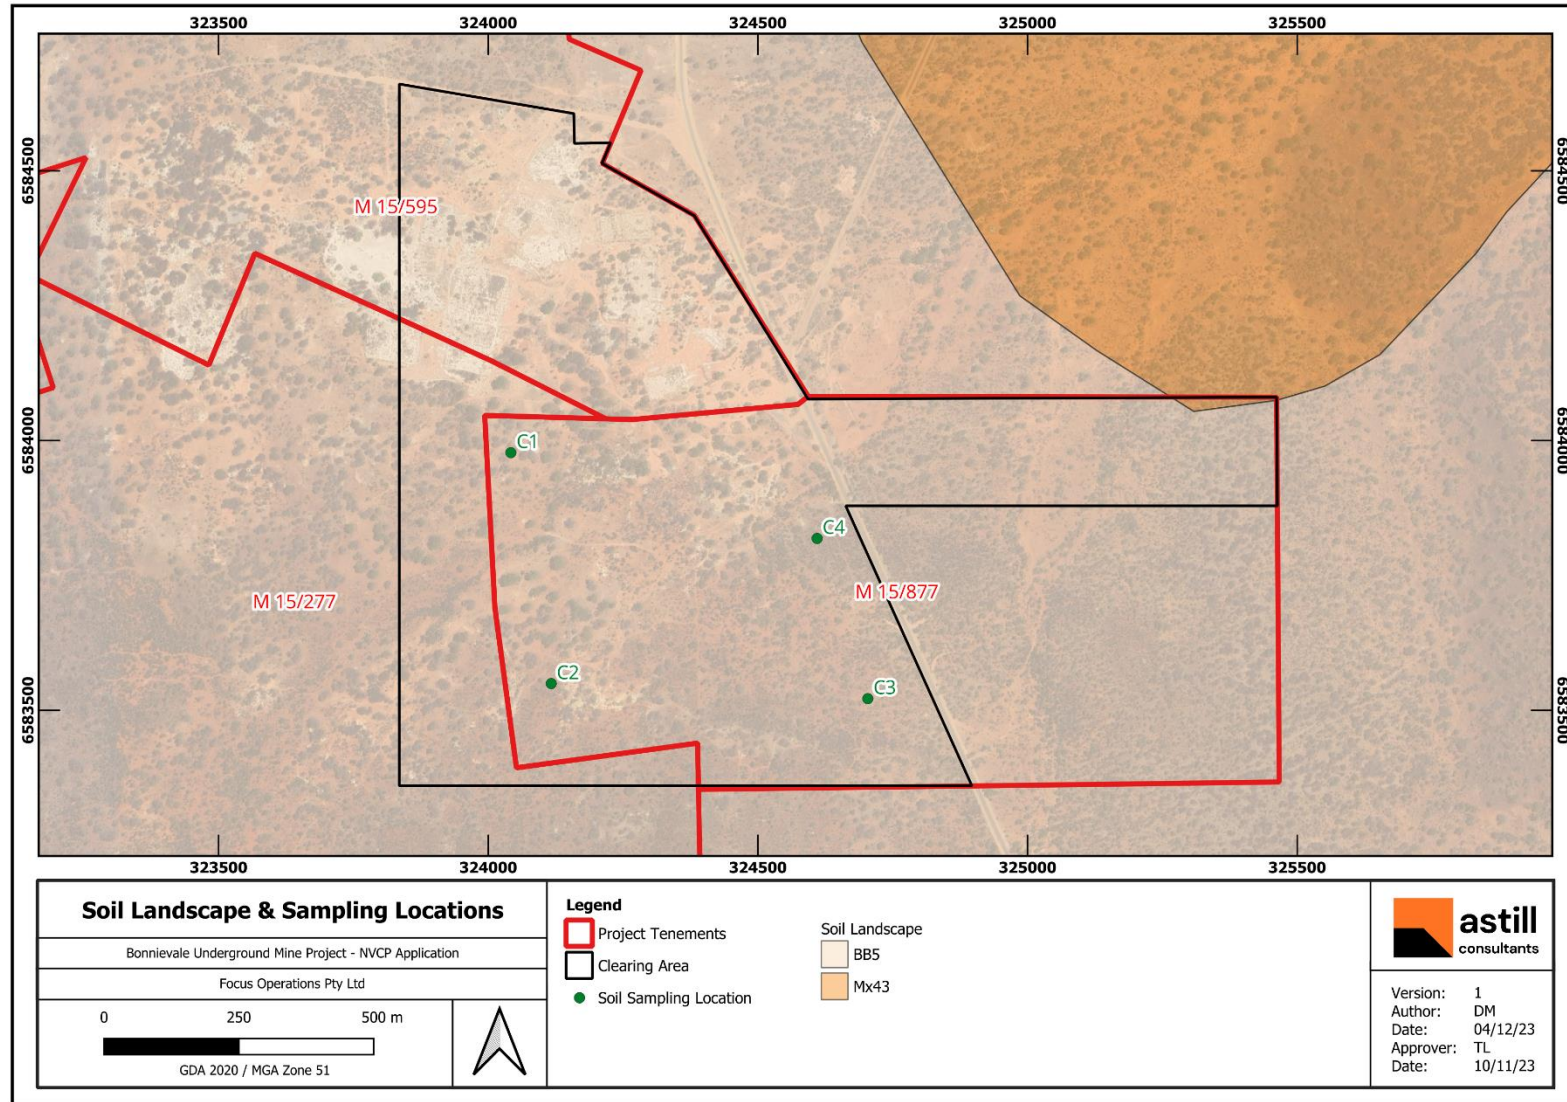 323500 324000 324500 325000 325500
6584500 6584500
M 15/595
6584000 6584000
C1
C4
M 15/877
M 15/277
C2
C3
6583500 6583500
323500 324000 324500 325000 325500
Soil Landscape & Sampling Locations
Bonnievale Underground Mine Project - NVCP Application
Focus Operations Pty Ltd
0 250 500 m
GDA 2020 / MGA Zone 51
Legend
Project Tenements
Clearing Area
Soil Sampling Location
Soil Landscape
BB5
Mx43
astill
consultants
Version: 1
Author: DM
Date: 04/12/23
Approver: TL
Date: 10/11/23